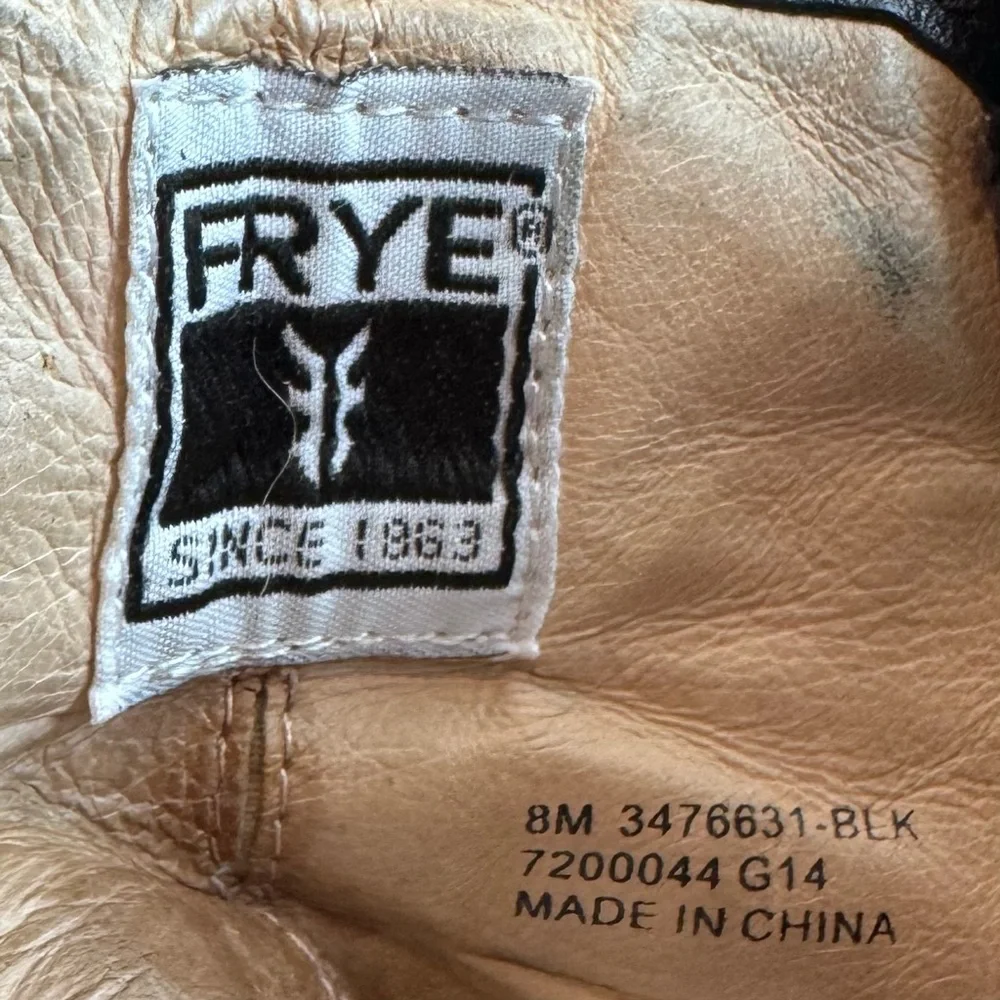 FRYE®
SINCE 1863
8M 3476631-BLK
7200044 G14
MADE IN CHINA